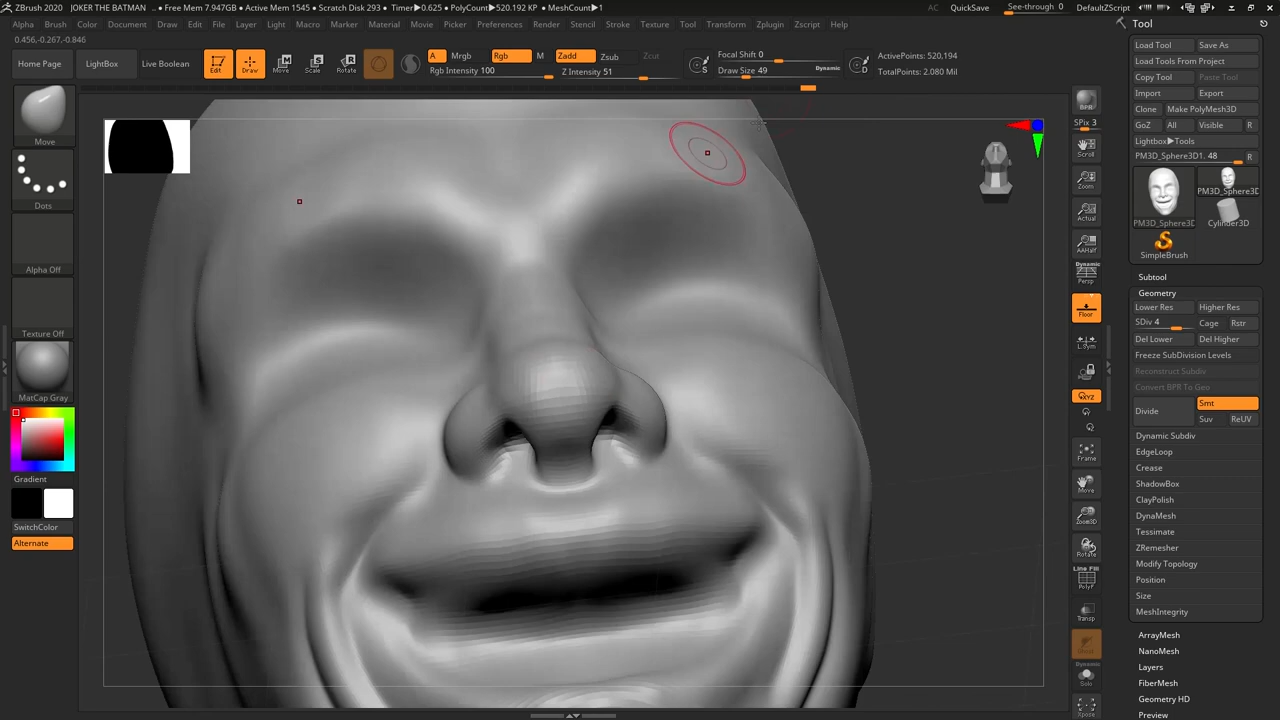 ZBrush 2020 JOKER THE BATMAN • Free Mem 7.947GB • Active Mem 1545 • Scratch Disk 293 • Timer▶0.625 • PolyCount▶520.192 KP • MeshCount▶1 AC QuickSave See-through 0 DefaultZScript
Alpha Brush Color Document Draw Edit File Layer Light Macro Marker Material Movie Picker Preferences Render Stencil Stroke Texture Tool Transform Zplugin Zscript Help
0.456,-0.267,-0.846
Home Page LightBox Live Boolean
Edit Draw Move Scale Rotate
A Mrgb Rgb M Zadd Zsub Zcut
Rgb Intensity 100 Z Intensity 51
S
Focal Shift 0
Draw Size 49 Dynamic
D
ActivePoints: 520.194
TotalPoints: 2.080 Mil
Move
Dots
Alpha Off
Texture Off
MatCap Gray
Gradient
SwitchColor
Alternate
BPR
SPix 3
Scroll
Zoom
Actual
AAHalf
Dynamic
Persp
Floor
L.Sym
XYZ
Frame
Move
Zoom3D
Rotate
Line Fill
PolyF
Transp
Dynamic
Solo
Xpose
Tool
Load Tool Save As
Load Tools From Project
Copy Tool Paste Tool
Import Export
Clone Make PolyMesh3D
GoZ All Visible R
Lightbox▶Tools
PM3D_Sphere3D1. 48 R
PM3D_Sphere3D
PM3D_Sphere3D Cylinder3D
SimpleBrush
Subtool
Geometry
Lower Res Higher Res
SDiv 4 Cage Rstr
Del Lower Del Higher
Freeze SubDivision Levels
Reconstruct Subdiv
Convert BPR To Geo
Divide Smt
Suv ReUV
Dynamic Subdiv
EdgeLoop
Crease
ShadowBox
ClayPolish
DynaMesh
Tessimate
ZRemesher
Modify Topology
Position
Size
MeshIntegrity
ArrayMesh
NanoMesh
Layers
FiberMesh
Geometry HD
Preview